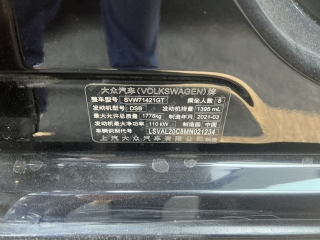 大众汽车(VOLKSWAGEN)牌
整车型号 SVW71421GT 乘坐人数 5
发动机型号 DSB 发动机排量 1395 mL
最大允许总质量 1775kg 制造年月 2021-03
发动机最大净功率 110 kW 制造国 中国
车辆识别代号 LSVAL20C8MN021234
上汽大众汽车有限公司